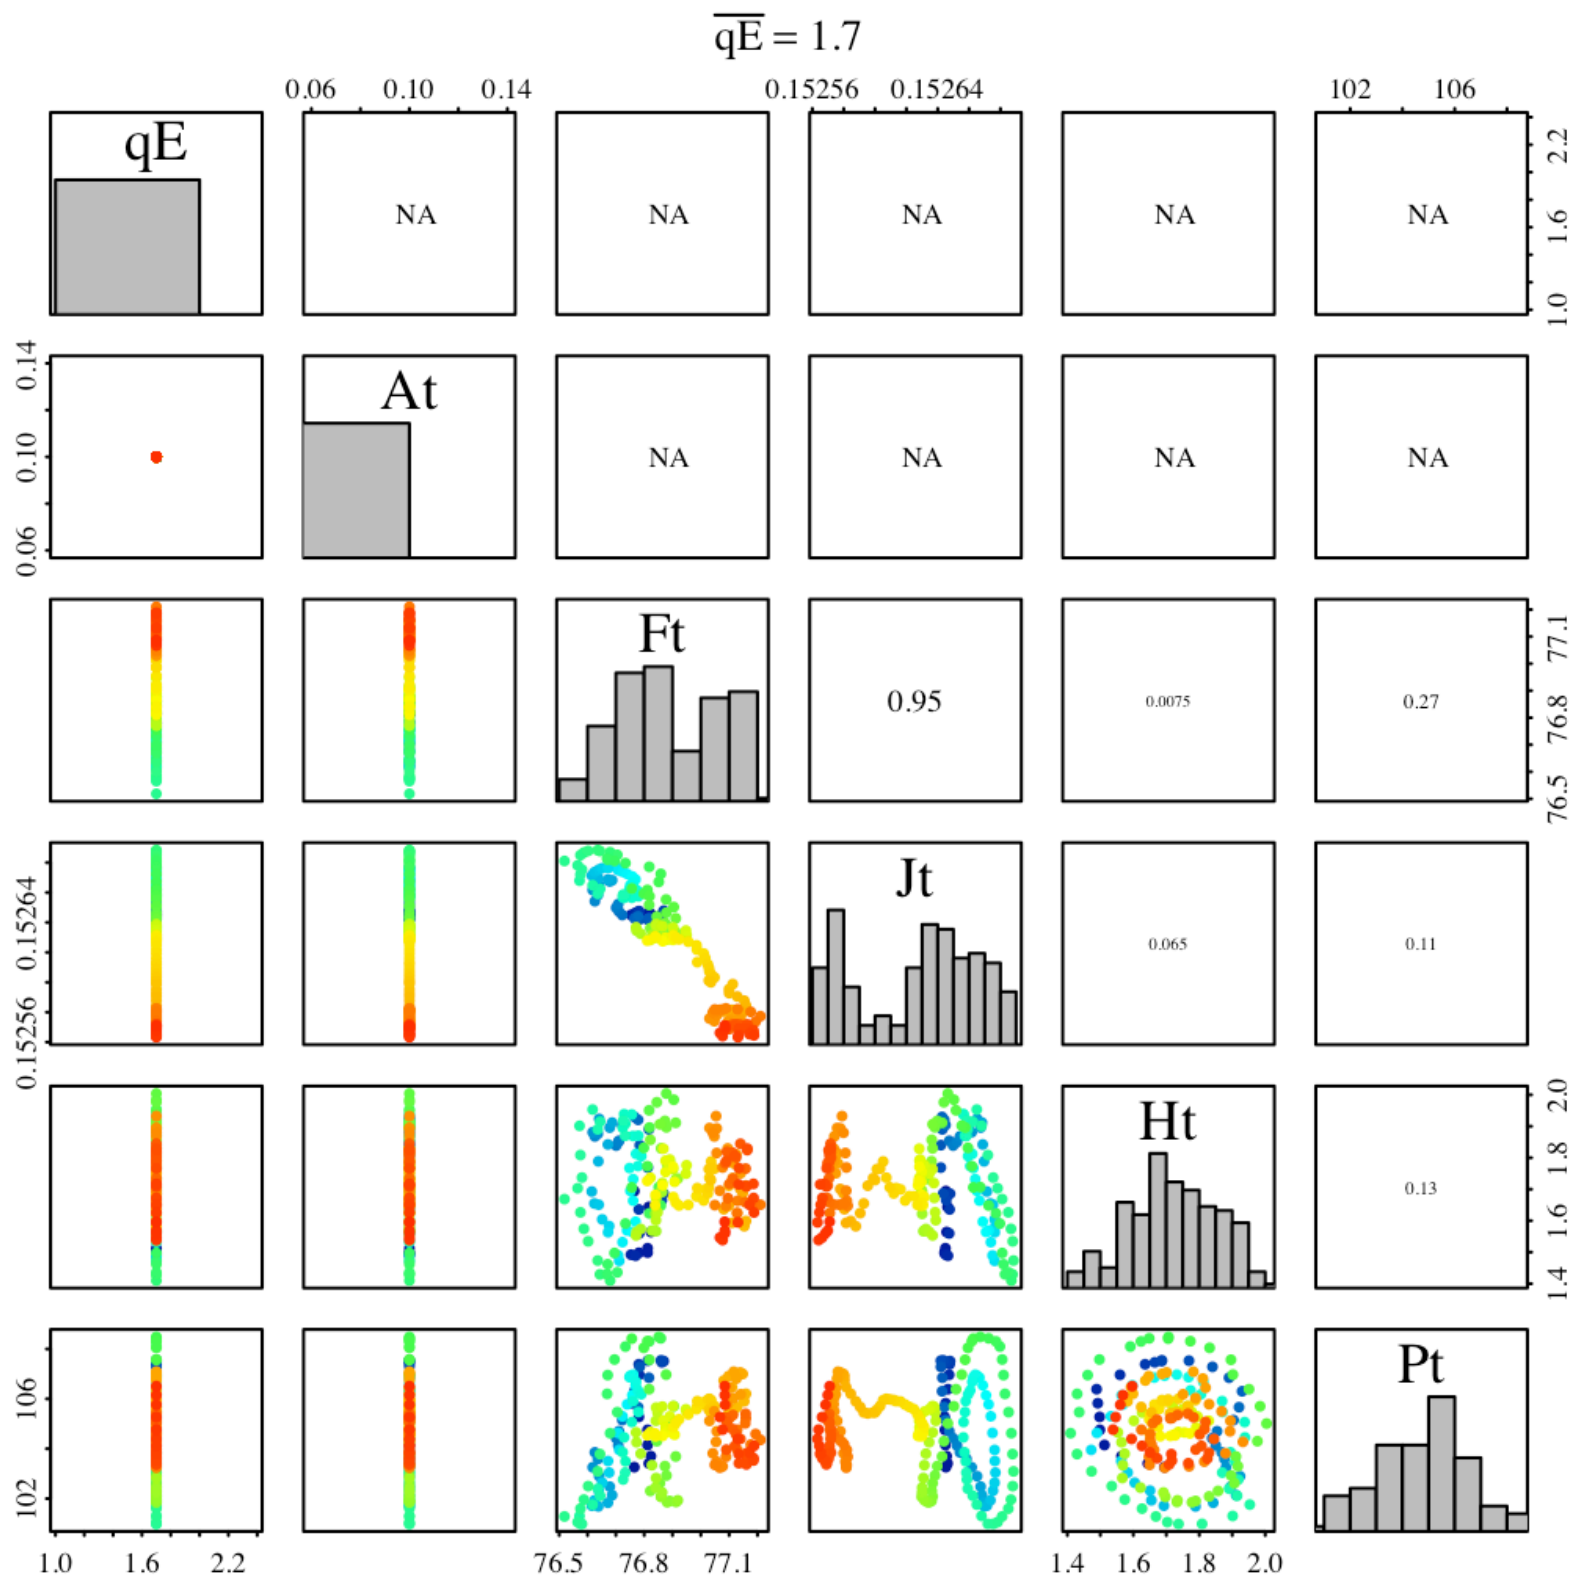 qE = 1.7
0.06 0.10 0.14 0.15256 0.15264 102 106
qE NA NA NA NA NA
1.0 1.6 2.2
0.06 0.10 0.14
At NA NA NA NA
Ft 0.95 0.0075 0.27
76.5 76.8 77.1
0.15256 0.15264
Jt 0.065 0.11
Ht 0.13
1.4 1.6 1.8 2.0
102 106
Pt
1.0 1.6 2.2 76.5 76.8 77.1 1.4 1.6 1.8 2.0